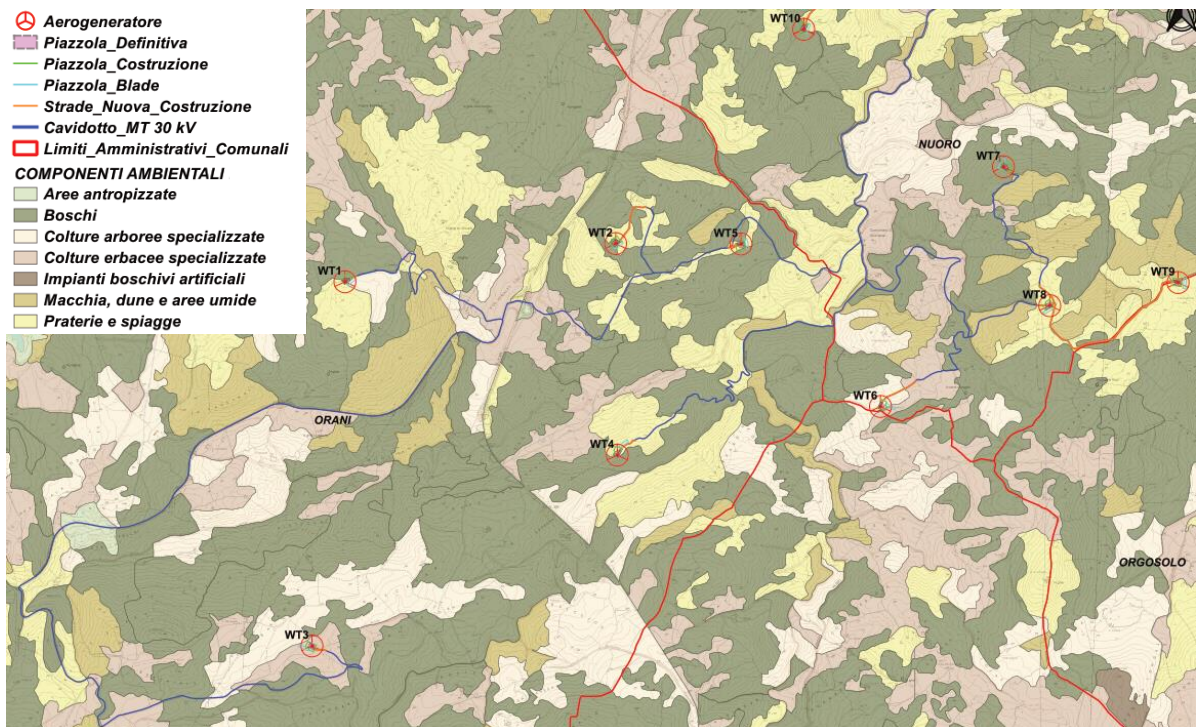 Aerogeneratore
Piazzola_Definitiva
Piazzola_Costruzione
Piazzola_Blade
Strade_Nuova_Costruzione
Cavidotto_MT 30 kV
Limiti_Amministrativi_Comunali
COMPONENTI AMBIENTALI
Aree antropizzate
Boschi
Colture arboree specializzate
Colture erbacee specializzate
Impianti boschivi artificiali
Macchia, dune e aree umide
Praterie e spiagge
WT10
NUORO
WT7
WT2
WT5
WT1
WT9
WT8
WT6
ORANI
WT4
ORGOSOLO
WT3